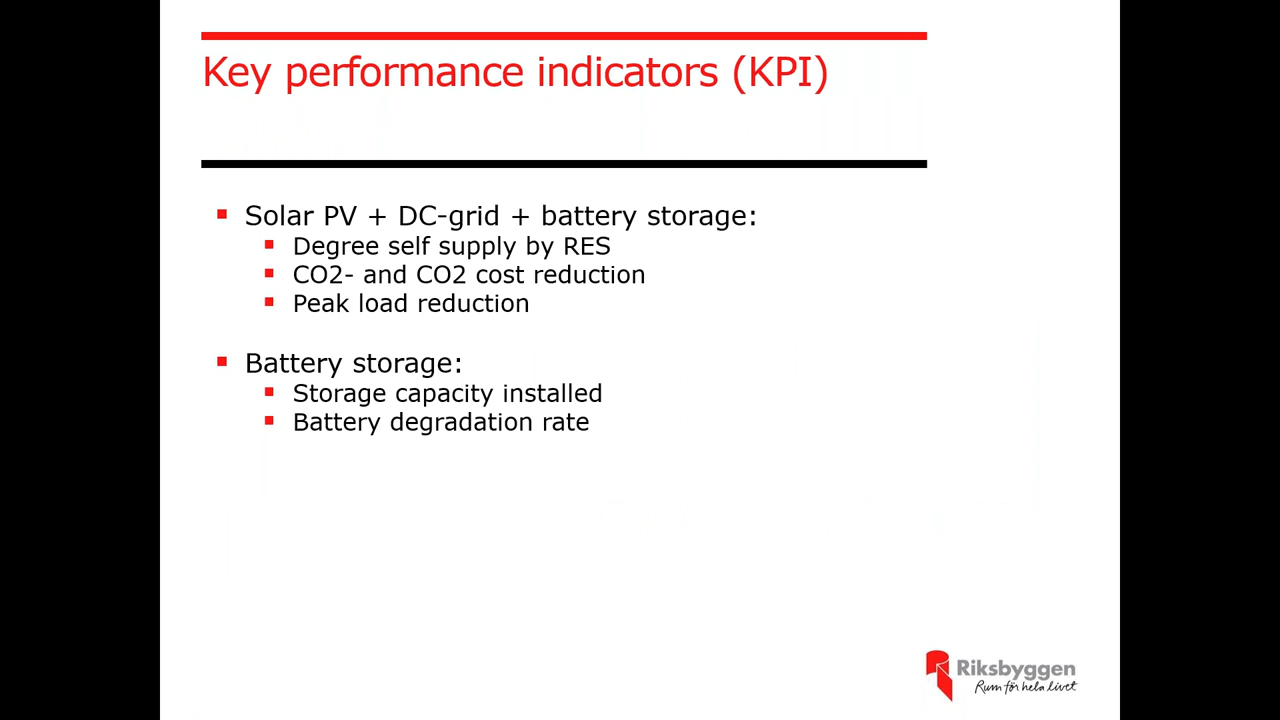 Key performance indicators (KPI)
Solar PV + DC-grid + battery storage:
Degree self supply by RES
CO2- and CO2 cost reduction
Peak load reduction
Battery storage:
Storage capacity installed
Battery degradation rate
Riksbyggen
Rum för hela livet